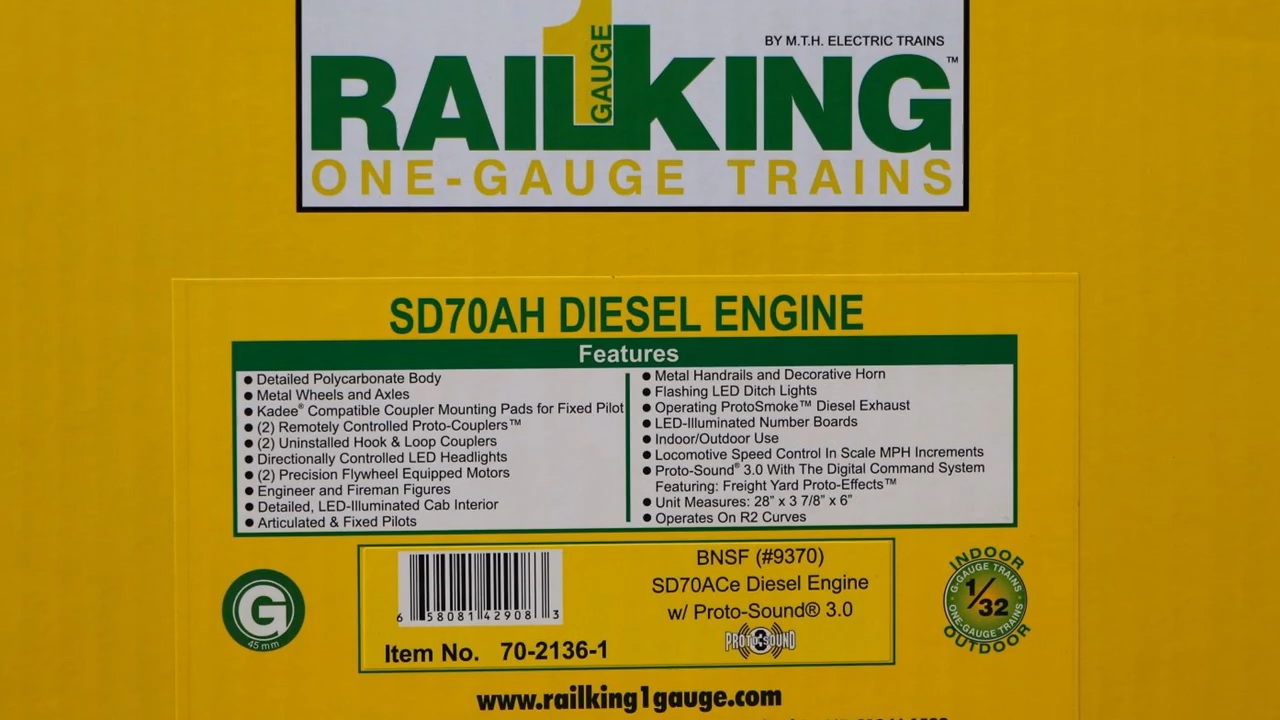 1
GAUGE
BY M.T.H. ELECTRIC TRAINS
RAILKING™
ONE-GAUGE TRAINS
SD70AH DIESEL ENGINE
Features
● Detailed Polycarbonate Body
● Metal Wheels and Axles
● Kadee® Compatible Coupler Mounting Pads for Fixed Pilot
● (2) Remotely Controlled Proto-Couplers™
● (2) Uninstalled Hook & Loop Couplers
● Directionally Controlled LED Headlights
● (2) Precision Flywheel Equipped Motors
● Engineer and Fireman Figures
● Detailed, LED-Illuminated Cab Interior
● Articulated & Fixed Pilots
● Metal Handrails and Decorative Horn
● Flashing LED Ditch Lights
● Operating ProtoSmoke™ Diesel Exhaust
● LED-Illuminated Number Boards
● Indoor/Outdoor Use
● Locomotive Speed Control In Scale MPH Increments
● Proto-Sound® 3.0 With The Digital Command System
Featuring: Freight Yard Proto-Effects™
● Unit Measures: 28” x 3 7/8” x 6”
● Operates On R2 Curves
G
45 mm
6 58081 42908 3
Item No. 70-2136-1
BNSF (#9370)
SD70ACe Diesel Engine
w/ Proto-Sound® 3.0
PROTO-SOUND 3
INDOOR
G-GAUGE TRAINS
1/32
ONE-GAUGE TRAINS
OUTDOOR
www.railking1gauge.com